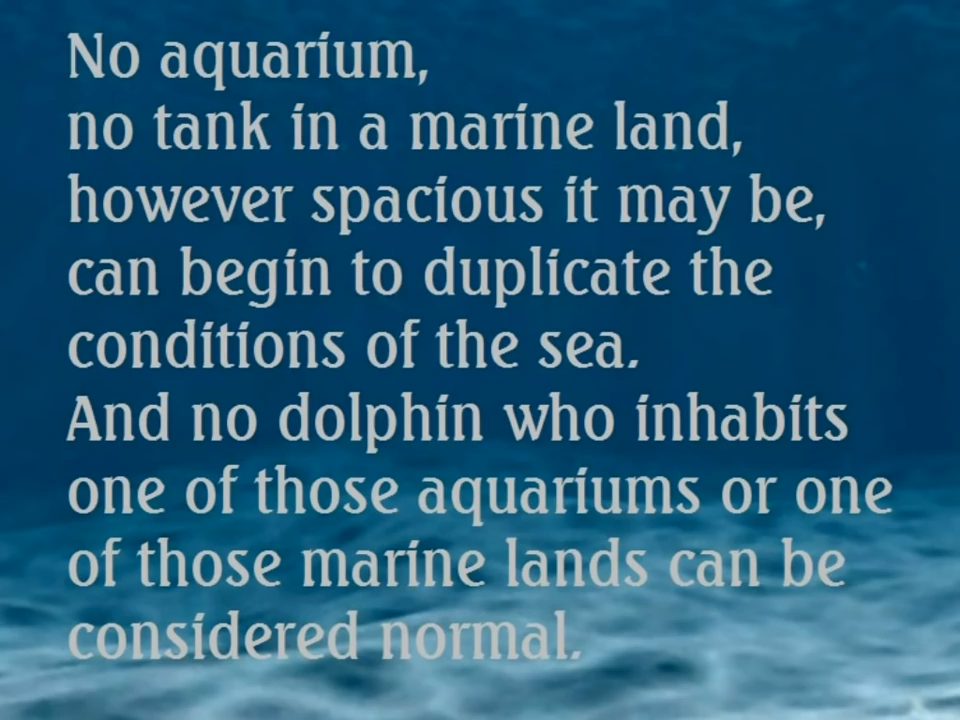 No aquarium,
no tank in a marine land,
however spacious it may be,
can begin to duplicate the
conditions of the sea.
And no dolphin who inhabits
one of those aquariums or one
of those marine lands can be
considered normal.